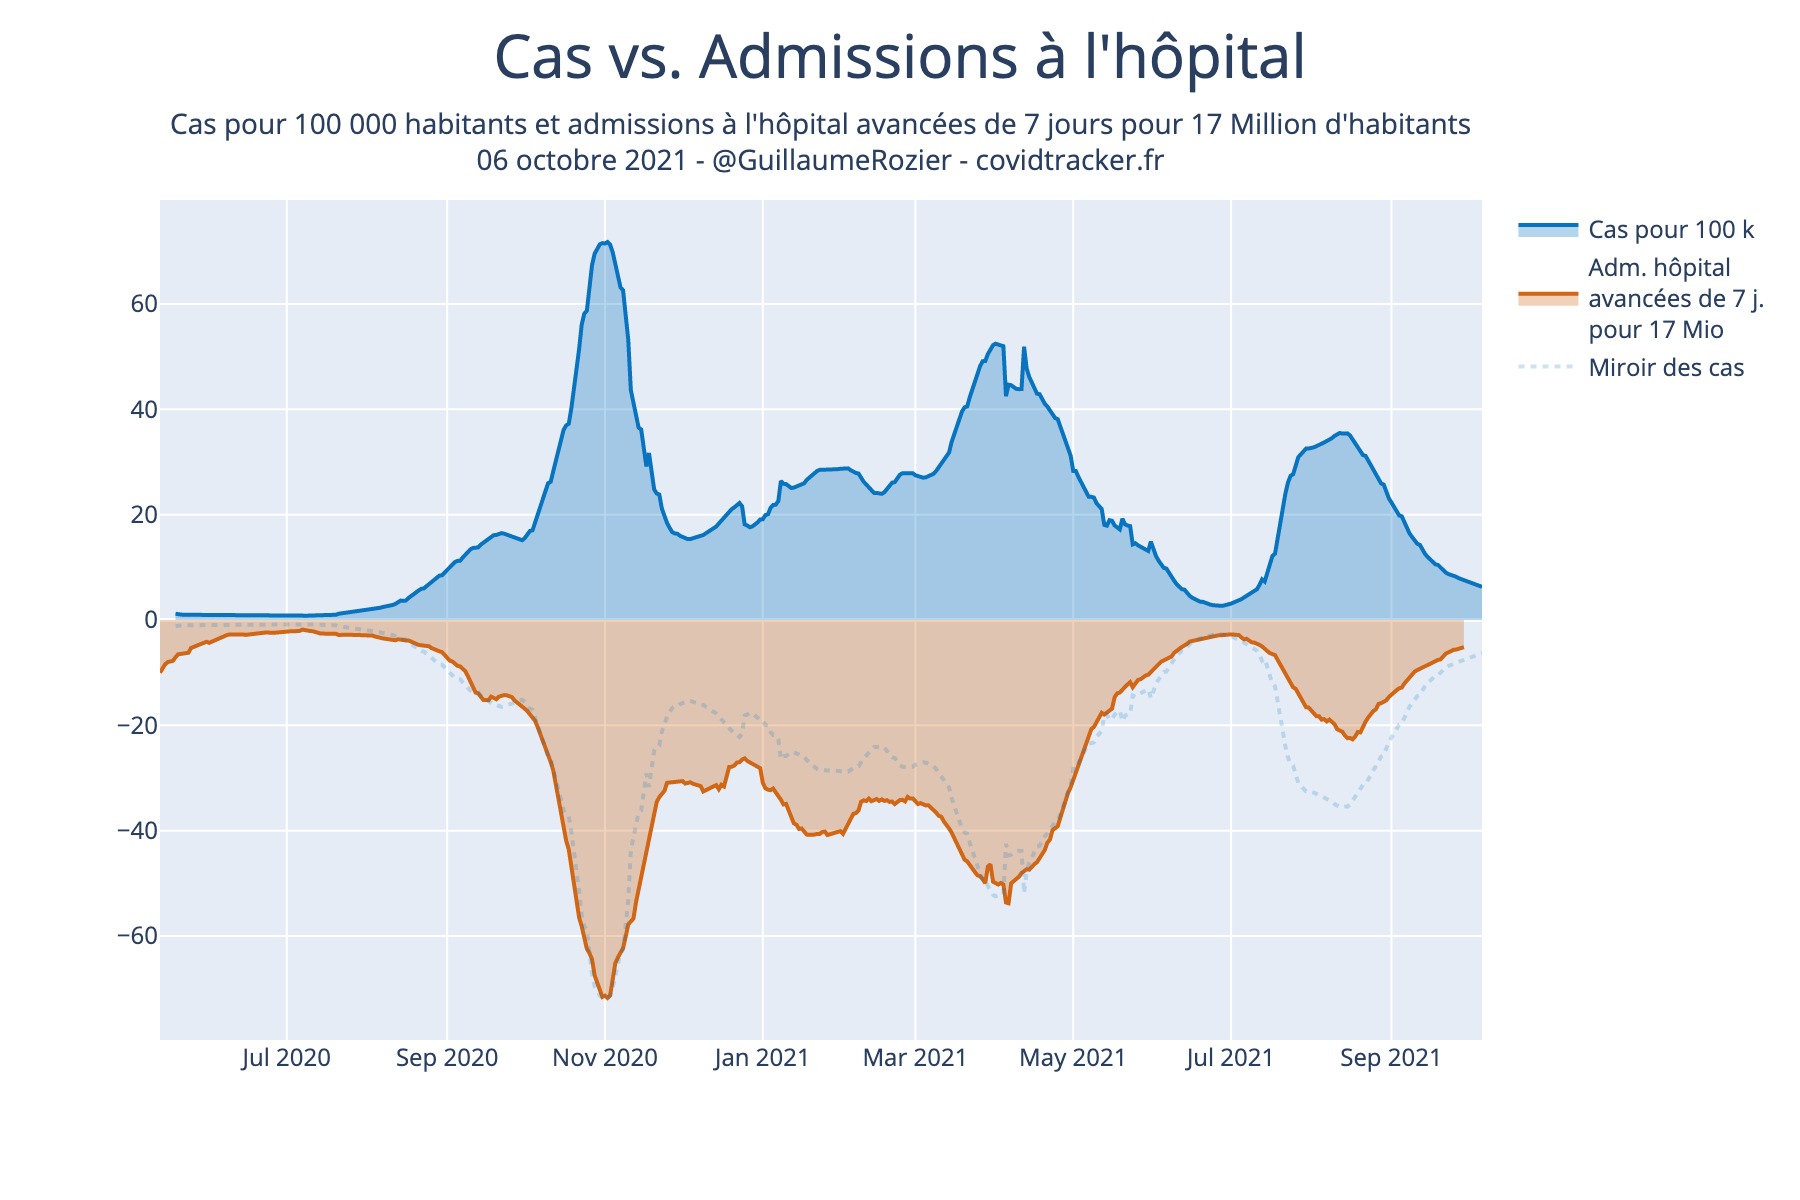 Cas vs. Admissions à l'hôpital
Cas pour 100 000 habitants et admissions à l'hôpital avancées de 7 jours pour 17 Million d'habitants
06 octobre 2021 - @GuillaumeRozier - covidtracker.fr
Cas pour 100 k
Adm. hôpital
avancées de 7 j.
pour 17 Mio
Miroir des cas
60
40
20
0
−20
−40
−60
Jul 2020
Sep 2020
Nov 2020
Jan 2021
Mar 2021
May 2021
Jul 2021
Sep 2021